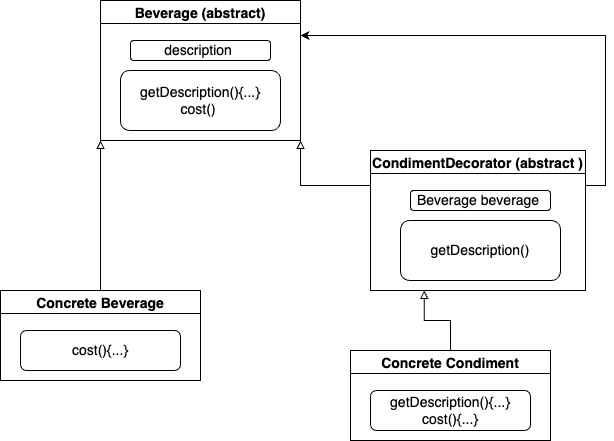 Beverage (abstract)
description
getDescription(){...}
cost()
CondimentDecorator (abstract )
Beverage beverage
getDescription()
Concrete Beverage
cost(){...}
Concrete Condiment
getDescription(){...}
cost(){...}